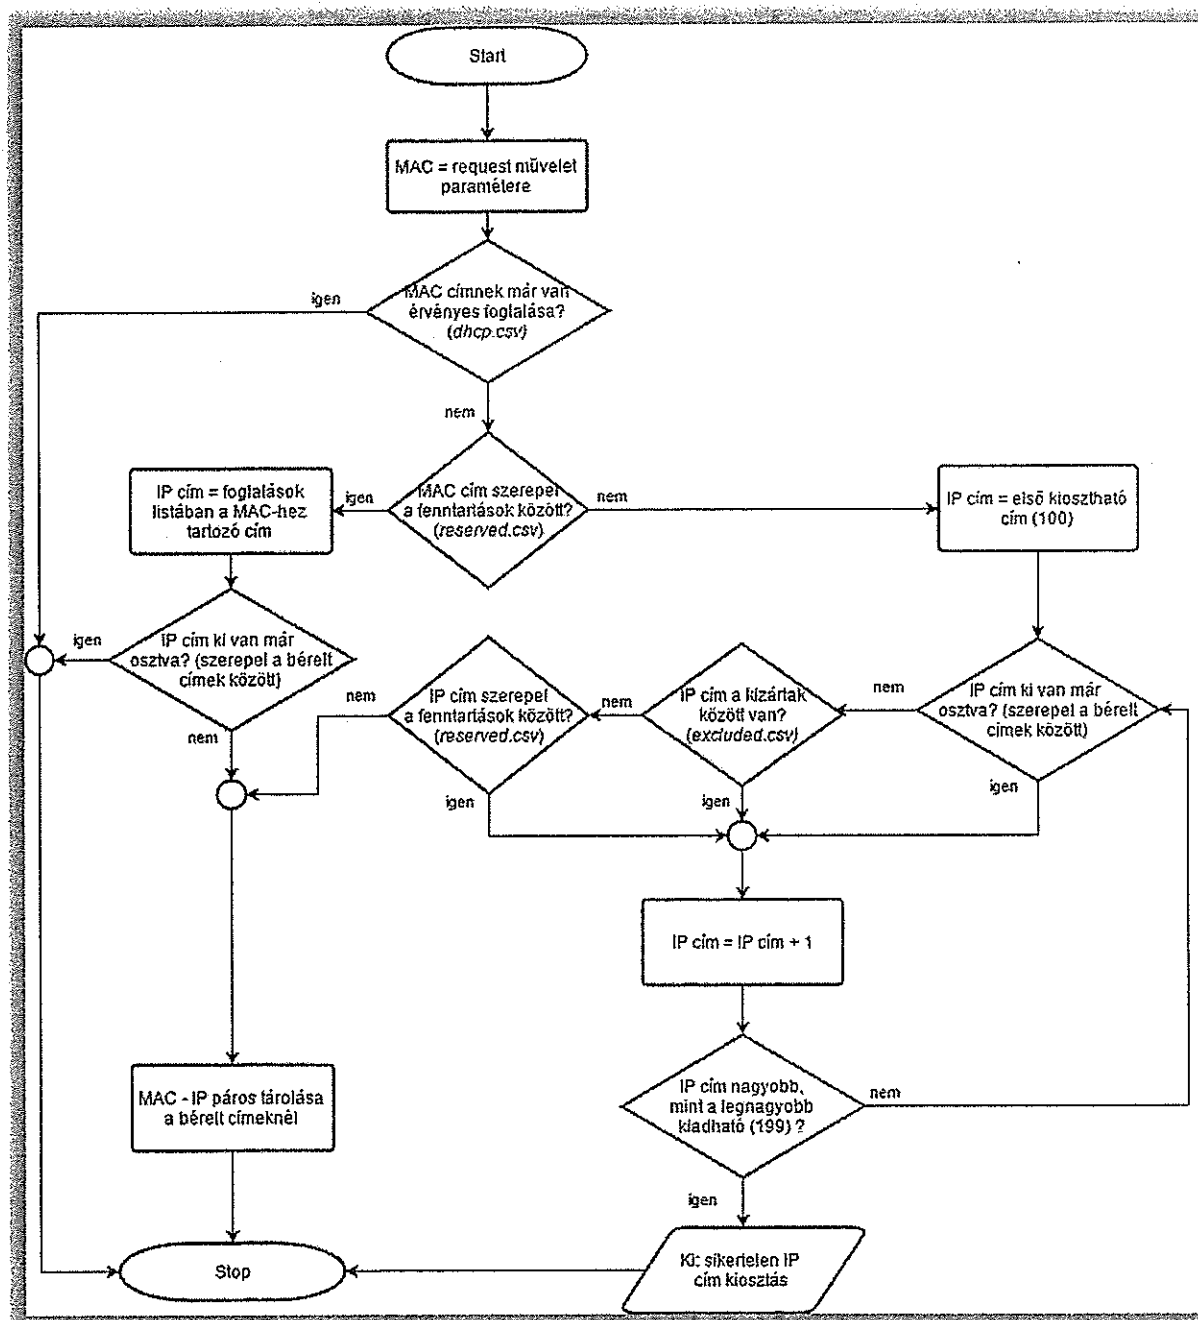 Start
MAC = request művelet
paramétere
MAC címnek már van
érvényes foglalása?
(dhcp.csv)
igen
nem
MAC cím szerepel
a fenntartások között?
(reserved.csv)
igen
nem
IP cím = foglalások
listában a MAC-hez
tartozó cím
IP cím = első kiosztható
cím (100)
IP cím ki van már
osztva? (szerepel a bérelt
címek között)
igen
nem
IP cím szerepel
a fenntartások között?
(reserved.csv)
nem
igen
IP cím a kizártak
között van?
(excluded.csv)
nem
igen
IP cím ki van már
osztva? (szerepel a bérelt
címek között)
nem
igen
IP cím = IP cím + 1
IP cím nagyobb,
mint a legnagyobb
kiadható (199) ?
nem
igen
MAC - IP páros tárolása
a bérelt címeknél
Ki: sikertelen IP
cím kiosztás
Stop